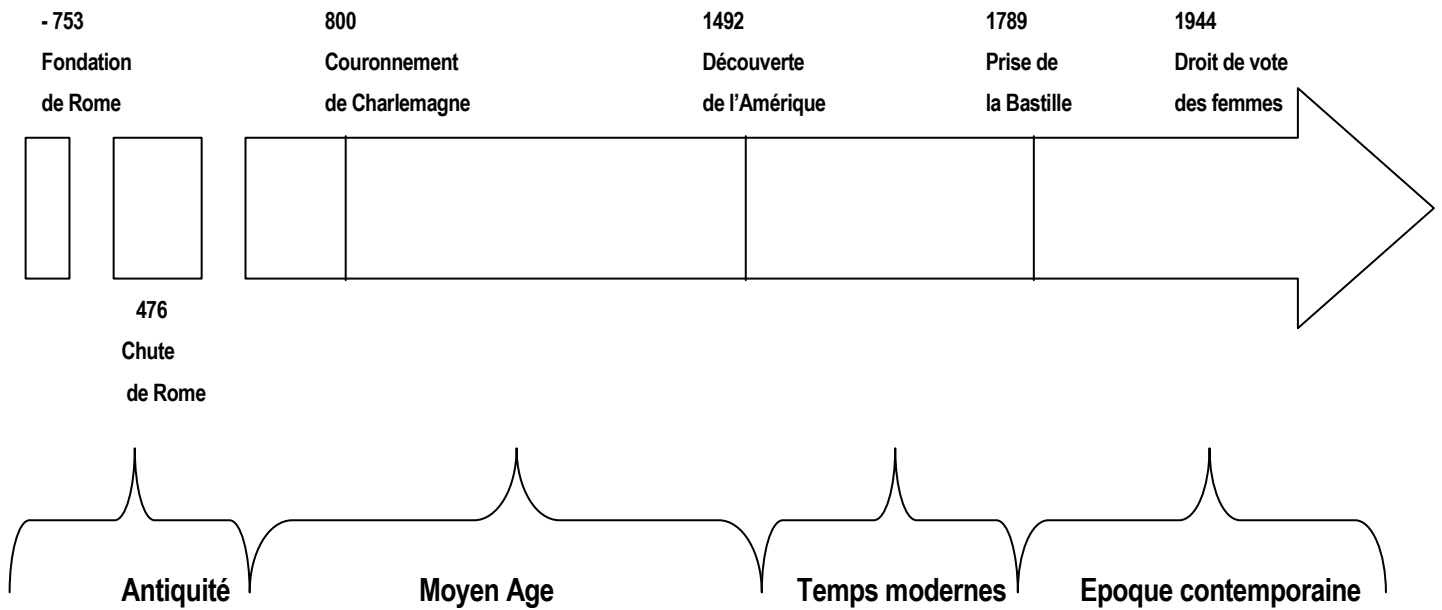 - 753
Fondation
de Rome
800
Couronnement
de Charlemagne
1492
Découverte
de l’Amérique
1789
Prise de
la Bastille
1944
Droit de vote
des femmes
476
Chute
de Rome
Antiquité
Moyen Age
Temps modernes
Epoque contemporaine